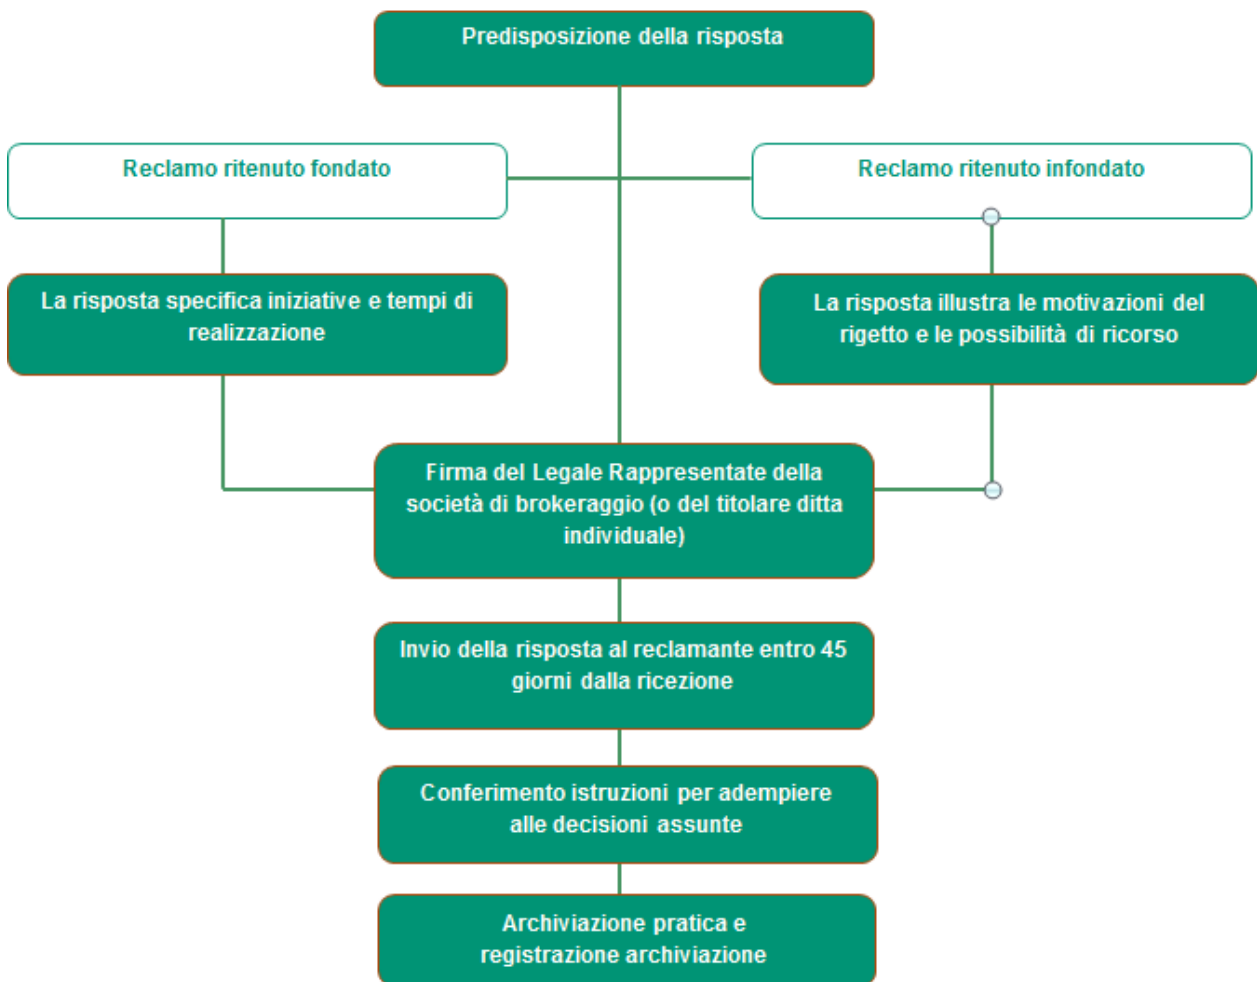 Predisposizione della risposta
Reclamo ritenuto fondato
Reclamo ritenuto infondato
La risposta specifica iniziative e tempi di
realizzazione
La risposta illustra le motivazioni del
rigetto e le possibilità di ricorso
Firma del Legale Rappresentate della
società di brokeraggio (o del titolare ditta
individuale)
Invio della risposta al reclamante entro 45
giorni dalla ricezione
Conferimento istruzioni per adempiere
alle decisioni assunte
Archiviazione pratica e
registrazione archiviazione